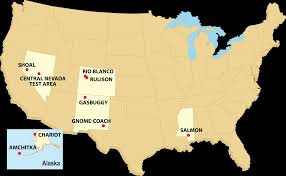 SHOAL
CENTRAL NEVADA
TEST AREA
RIO BLANCO
RULISON
GASBUGGY
GNOME-COACH
SALMON
CHARIOT
AMCHITKA
Alaska